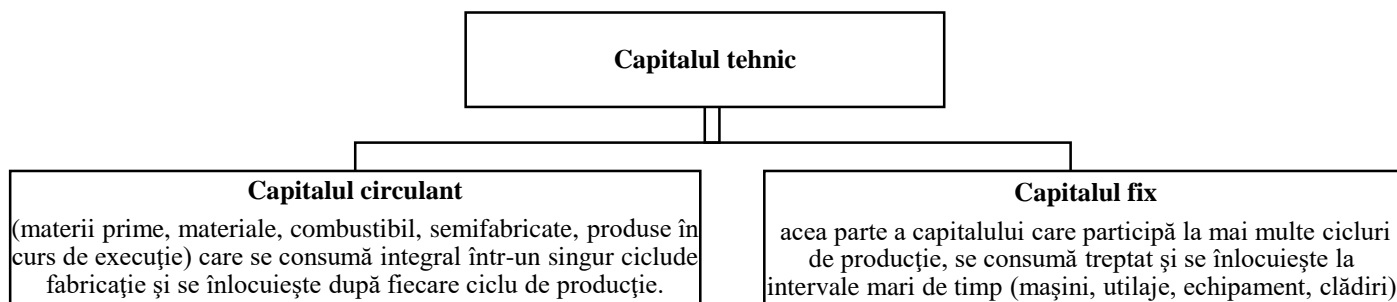 Capitalul tehnic
Capitalul circulant
(materii prime, materiale, combustibil, semifabricate, produse în
curs de execuţie) care se consumă integral într-un singur ciclude
fabricaţie şi se înlocuieşte după fiecare ciclu de producţie.
Capitalul fix
acea parte a capitalului care participă la mai multe cicluri
de producţie, se consumă treptat şi se înlocuieşte la
intervale mari de timp (maşini, utilaje, echipament, clădiri)